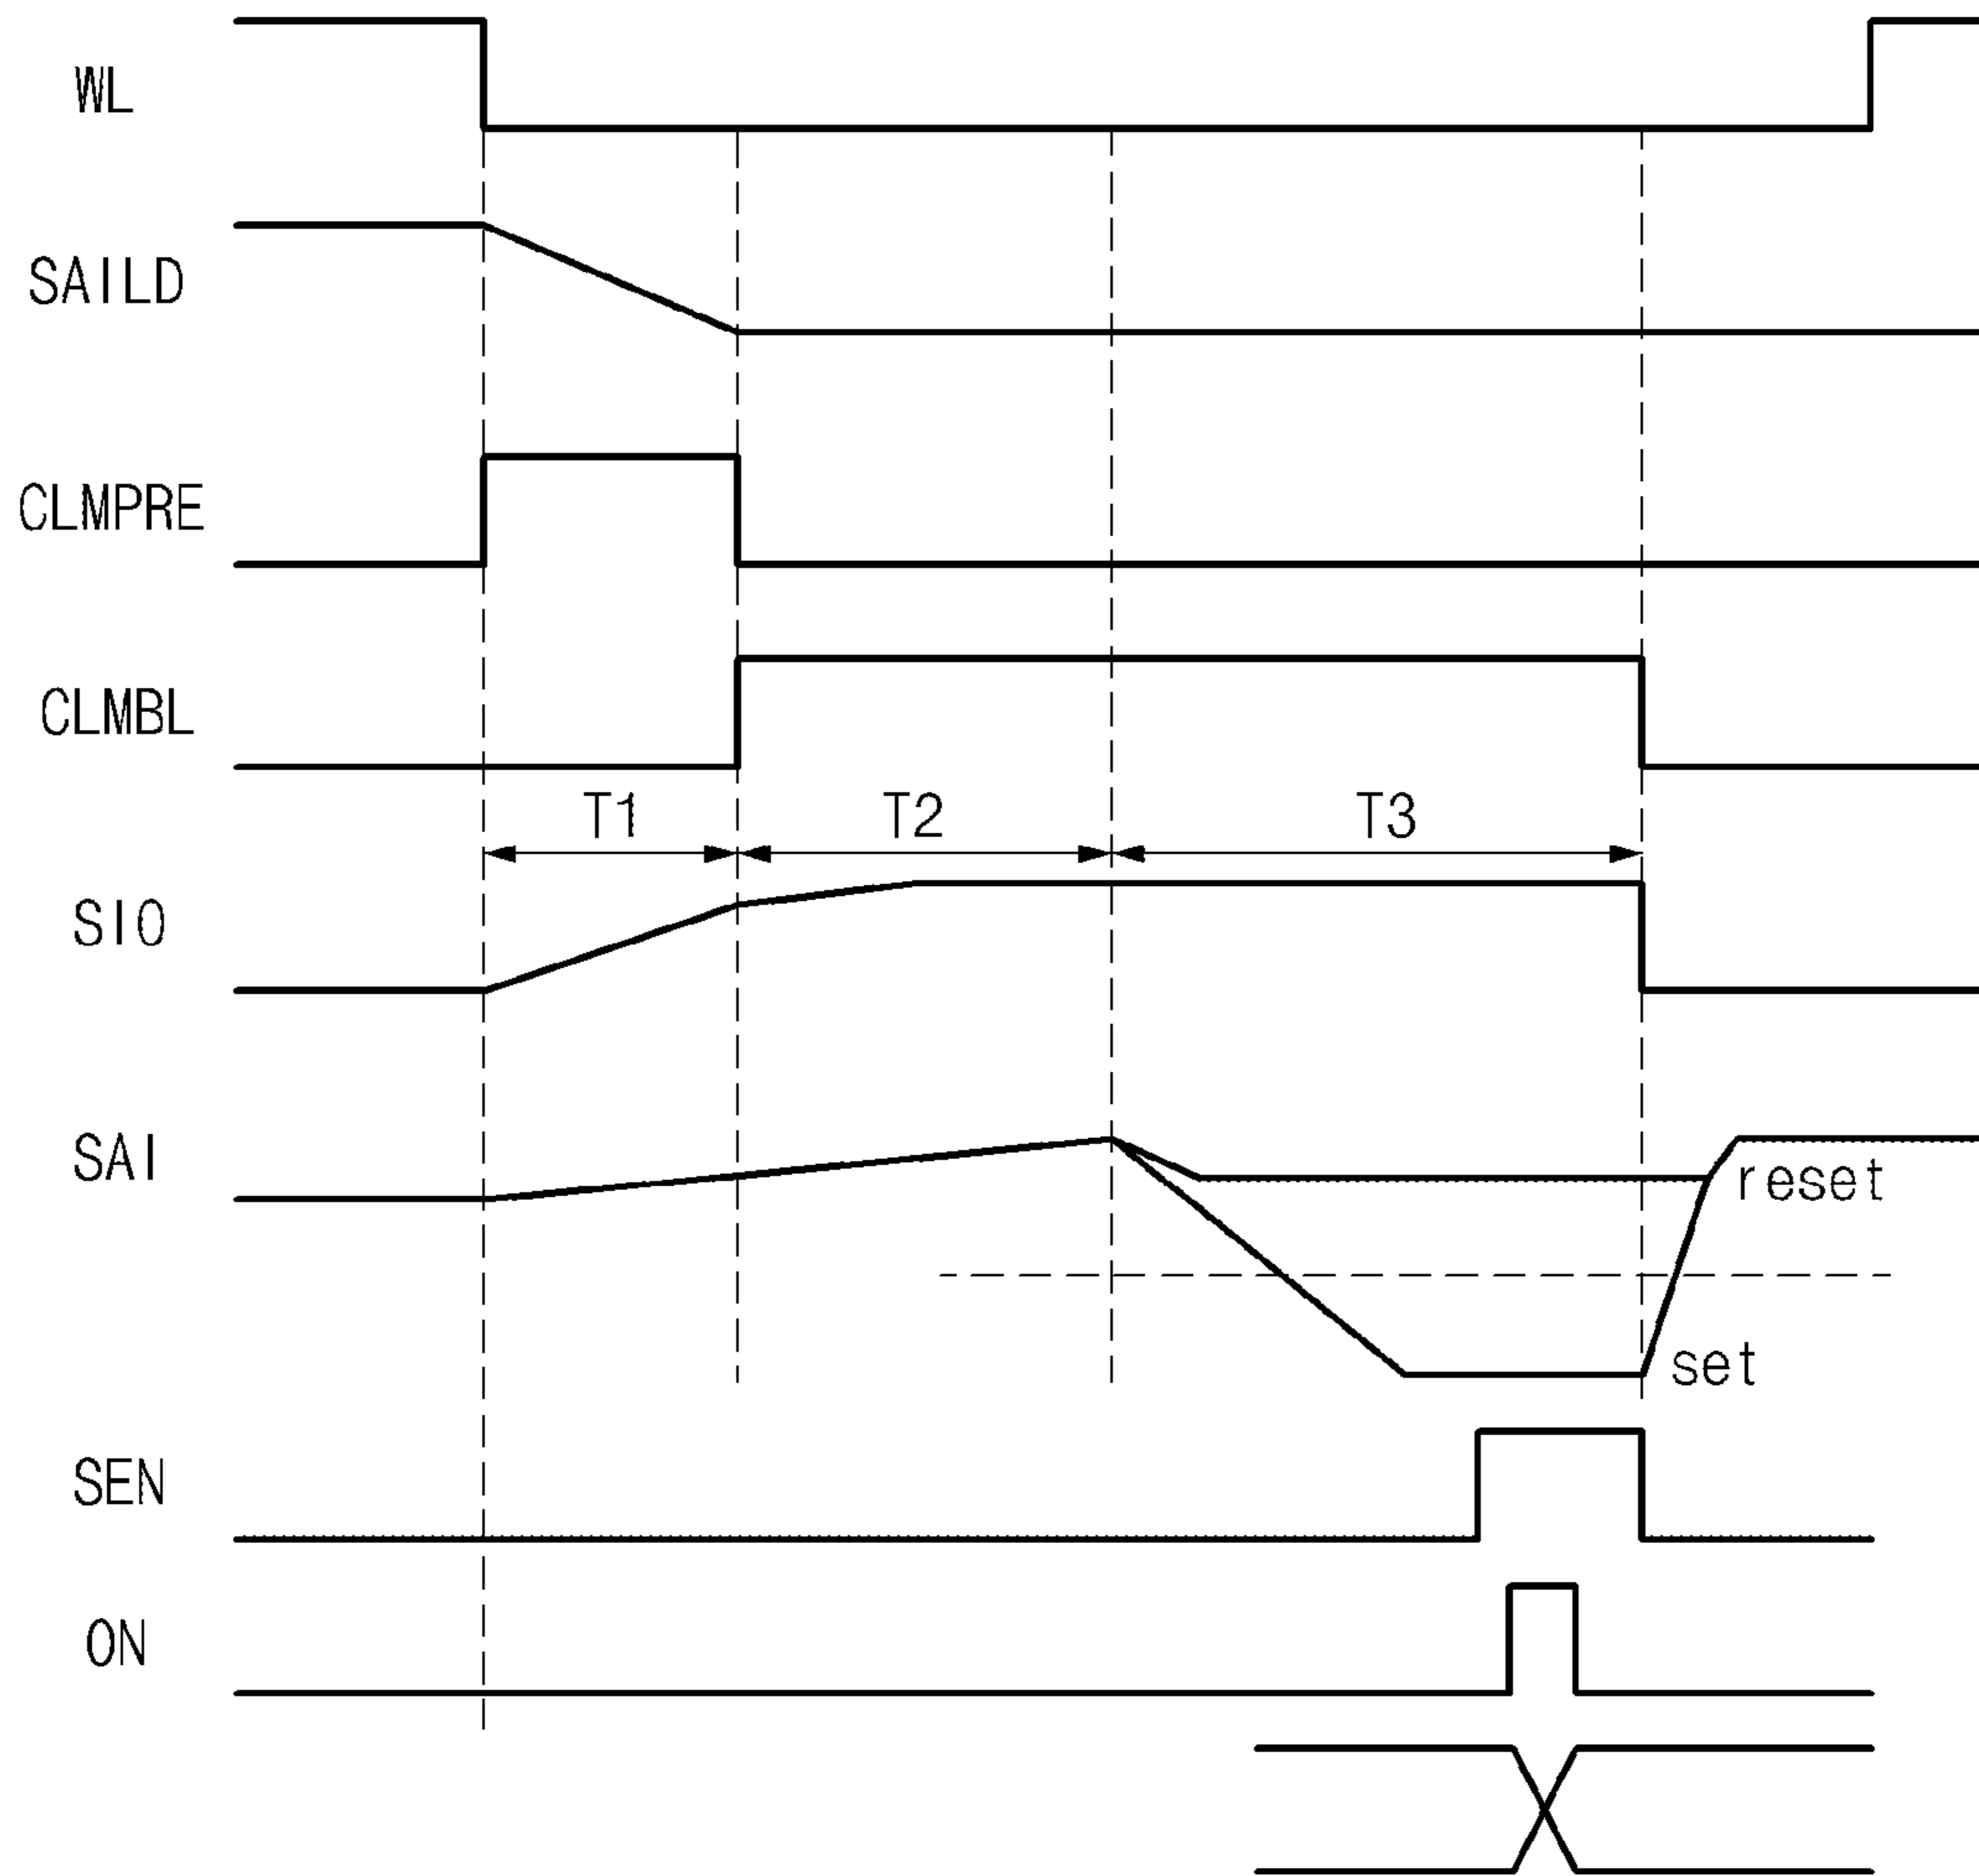 WL
SAILD
CLMPRE
CLMBL
T1 T2 T3
SIO
SAI
reset
set
SEN
ON